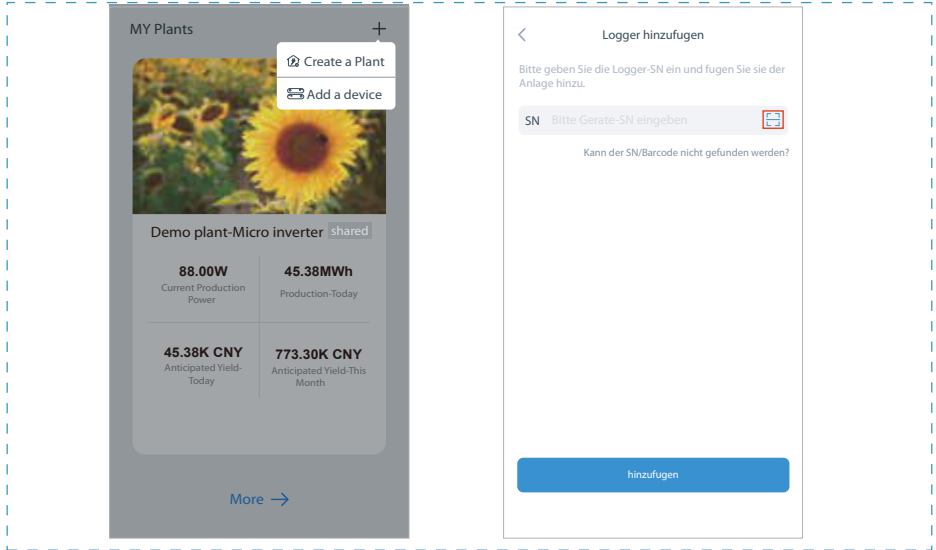 MY Plants
Create a Plant
Add a device
Demo plant-Micro inverter shared
88.00W
Current Production
Power
45.38MWh
Production-Today
45.38K CNY
Anticipated Yield-
Today
773.30K CNY
Anticipated Yield-This
Month
More
Logger hinzufugen
Bitte geben Sie die Logger-SN ein und fugen Sie sie der
Anlage hinzu.
SN Bitte Gerate-SN eingeben
Kann der SN/Barcode nicht gefunden werden?
hinzufugen